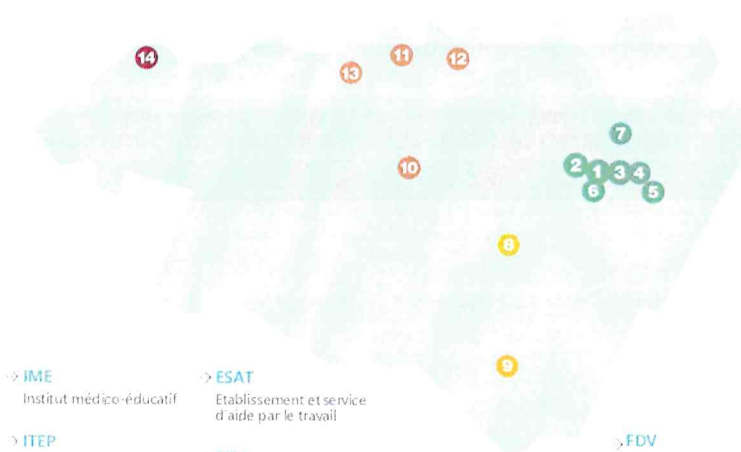 14
11
12
13
7
10
2
1
3
4
6
5
8
9
→ IME
Institut médico-éducatif
→ ESAT
Etablissement et service
d'aide par le travail
→ ITEP
→ FDV